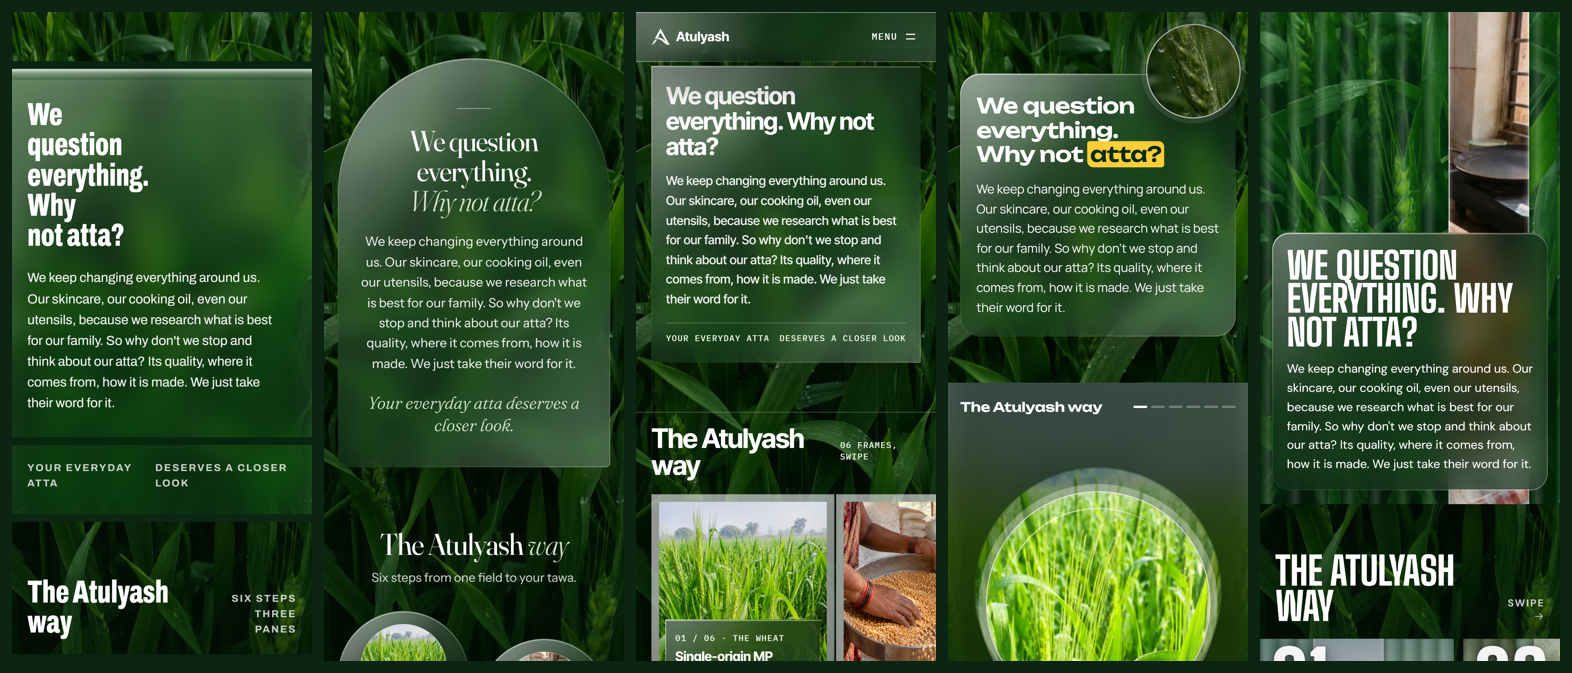 We
question
everything.
Why
not atta?
We keep changing everything around us.
Our skincare, our cooking oil, even our
utensils, because we research what is best
for our family. So why don't we stop and
think about our atta? Its quality, where it
comes from, how it is made. We just take
their word for it.
YOUR EVERYDAY
ATTA
DESERVES A CLOSER
LOOK
The Atulyash
way
SIX STEPS
THREE
PANES
We question
everything.
Why not atta?
We keep changing everything around
us. Our skincare, our cooking oil, even
our utensils, because we research what
is best for our family. So why don't we
stop and think about our atta? Its
quality, where it comes from, how it is
made. We just take their word for it.
Your everyday atta deserves a
closer look.
The Atulyash way
Six steps from one field to your tawa.
Atulyash
MENU
We question
everything. Why not
atta?
We keep changing everything around us.
Our skincare, our cooking oil, even our
utensils, because we research what is best
for our family. So why don't we stop and
think about our atta? Its quality, where it
comes from, how it is made. We just take
their word for it.
YOUR EVERYDAY ATTA DESERVES A CLOSER LOOK
The Atulyash
way
06 FRAMES,
SWIPE
01 / 06 · THE WHEAT
Single-origin MP
We question
everything.
Why not atta?
We keep changing everything around us.
Our skincare, our cooking oil, even our
utensils, because we research what is best
for our family. So why don't we stop and
think about our atta? Its quality, where it
comes from, how it is made. We just take
their word for it.
The Atulyash way
WE QUESTION
EVERYTHING. WHY
NOT ATTA?
We keep changing everything around us. Our
skincare, our cooking oil, even our utensils,
because we research what is best for our
family. So why don't we stop and think about
our atta? Its quality, where it comes from,
how it is made. We just take their word for it.
THE ATULYASH
WAY
SWIPE
→
01